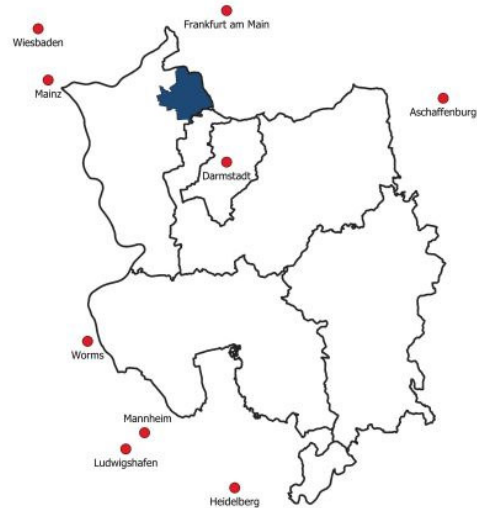 Frankfurt am Main
Wiesbaden
Mainz
Aschaffenburg
Darmstadt
Worms
Mannheim
Ludwigshafen
Heidelberg